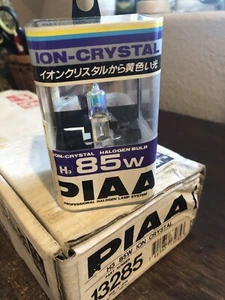 ION-CRYSTAL
イオンクリスタルから黄色い光
ION-CRYSTAL HALOGEN BULB
H3 85W
PIAA
PROFESSIONAL HALOGEN LAMP SYSTEM
PIAA
H3 85W ION CRYSTAL
13285